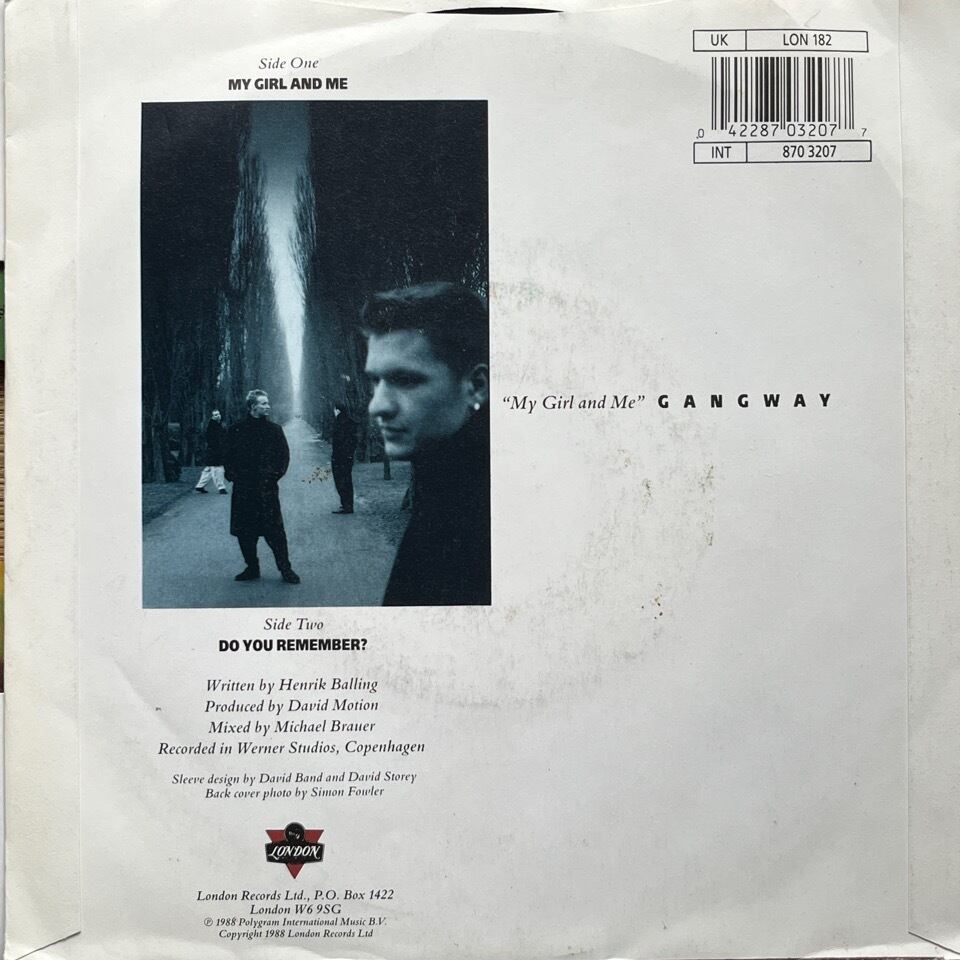 Side One
MY GIRL AND ME
UK LON 182
0 42287 03207 7
INT 870 3207
"My Girl and Me" GANGWAY
Side Two
DO YOU REMEMBER?
Written by Henrik Balling
Produced by David Motion
Mixed by Michael Brauer
Recorded in Werner Studios, Copenhagen
Sleeve design by David Band and David Storey
Back cover photo by Simon Fowler
LONDON
London Records Ltd., P.O. Box 1422
London W6 9SG
℗ 1988 Polygram International Music B.V.
Copyright 1988 London Records Ltd